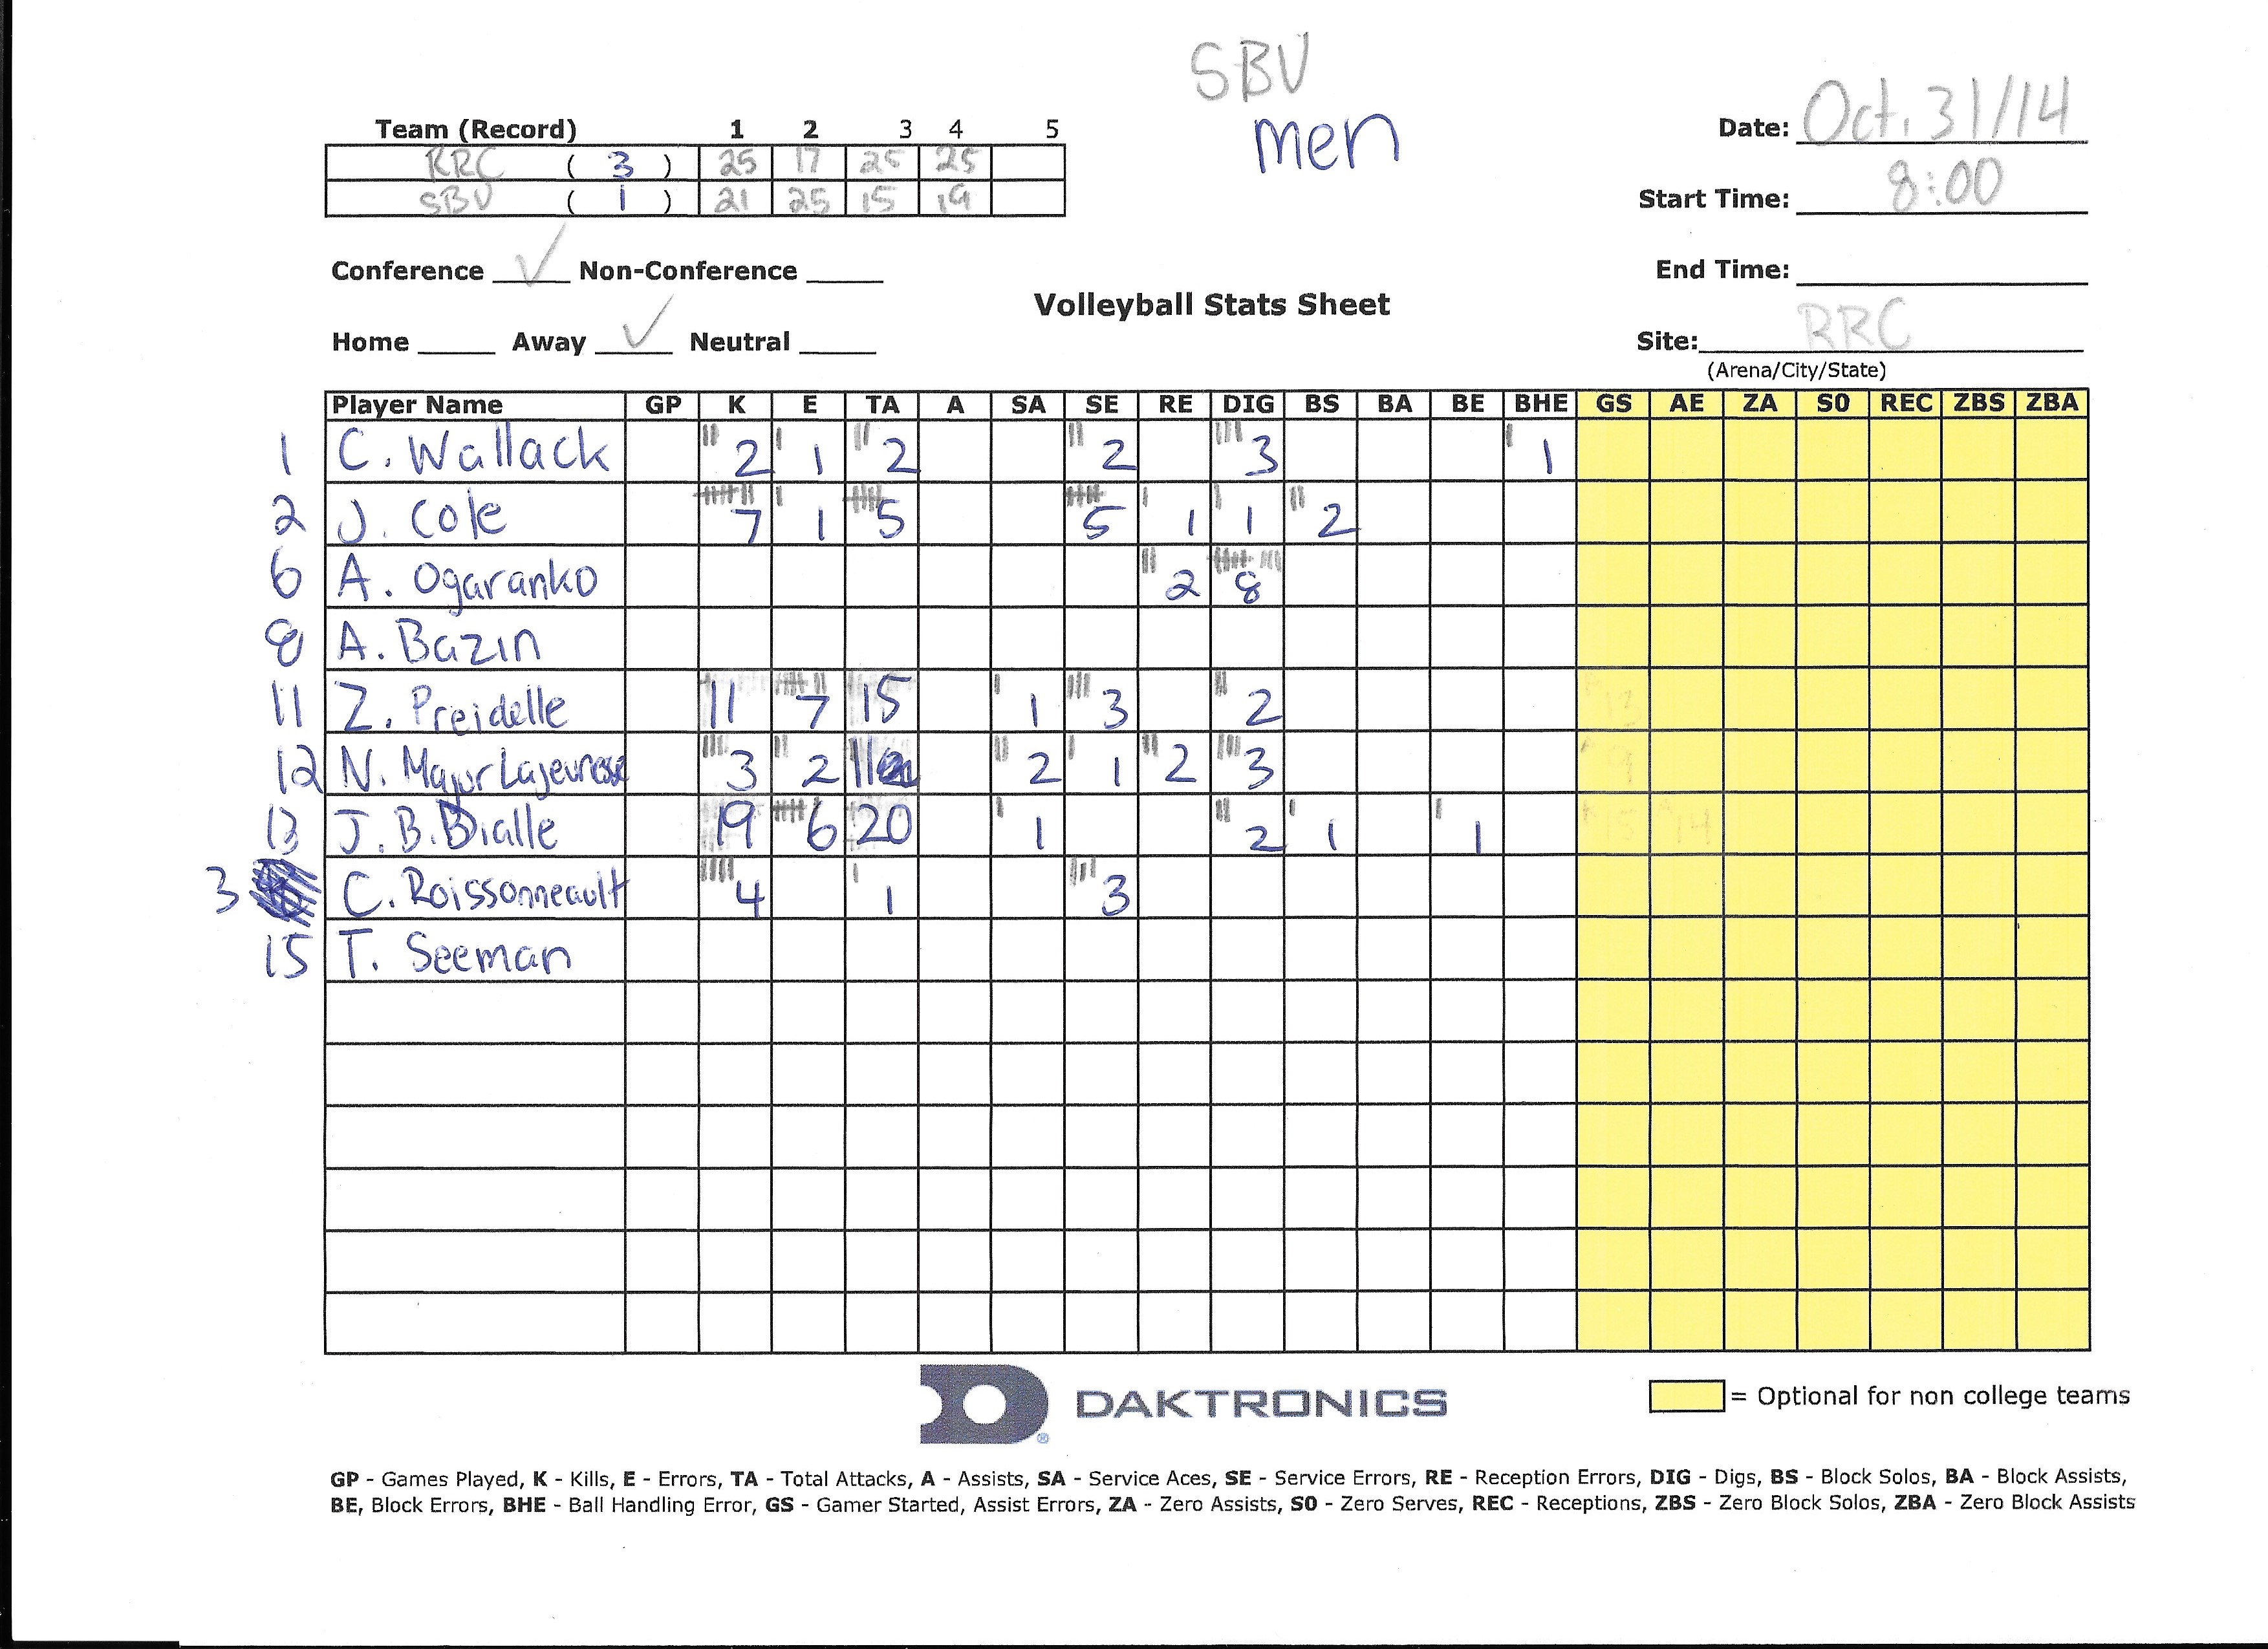 SBV
men
Team (Record) 1 2 3 4 5
RRC ( 3 ) 25 17 25 25
SBV ( 1 ) 21 25 15 19
Date: Oct. 31/14
Start Time: 8:00
End Time:
Site: RRC
(Arena/City/State)
Conference ✓ Non-Conference
Home Away ✓ Neutral
Volleyball Stats Sheet
Player Name GP K E TA A SA SE RE DIG BS BA BE BHE GS AE ZA S0 REC ZBS ZBA
1 C. Wallack 2 1 2 2 3 1
2 J. Cole 7 1 5 5 1 1 2
6 A. Ogaranko 2 8
8 A. Bazin
11 Z. Preidelle 11 7 15 1 3 2
12 N. Majur Lajeunesse 3 2 11 2 1 2 3
13 J. B. Dialle 19 6 20 1 2 1 1
3 C. Roissonneault 4 1 3
15 T. Seeman
DAKTRONICS
= Optional for non college teams
GP - Games Played, K - Kills, E - Errors, TA - Total Attacks, A - Assists, SA - Service Aces, SE - Service Errors, RE - Reception Errors, DIG - Digs, BS - Block Solos, BA - Block Assists,
BE, Block Errors, BHE - Ball Handling Error, GS - Gamer Started, Assist Errors, ZA - Zero Assists, S0 - Zero Serves, REC - Receptions, ZBS - Zero Block Solos, ZBA - Zero Block Assists